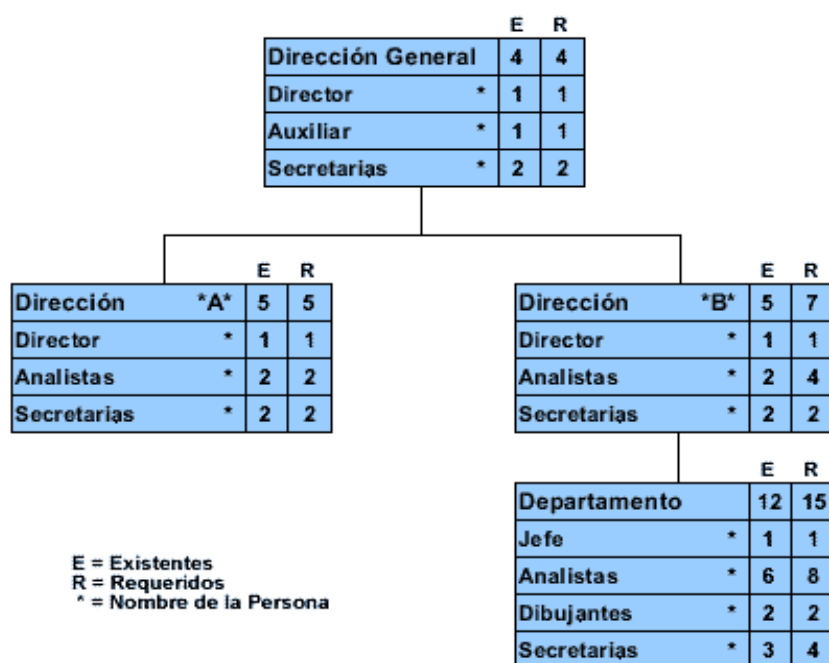 E R
Dirección General 4 4
Director * 1 1
Auxiliar * 1 1
Secretarias * 2 2
E R
Dirección *A* 5 5
Director * 1 1
Analistas * 2 2
Secretarias * 2 2
E R
Dirección *B* 5 7
Director * 1 1
Analistas * 2 4
Secretarias * 2 2
E R
Departamento 12 15
Jefe * 1 1
Analistas * 6 8
Dibujantes * 2 2
Secretarias * 3 4
E = Existentes
R = Requeridos
* = Nombre de la Persona